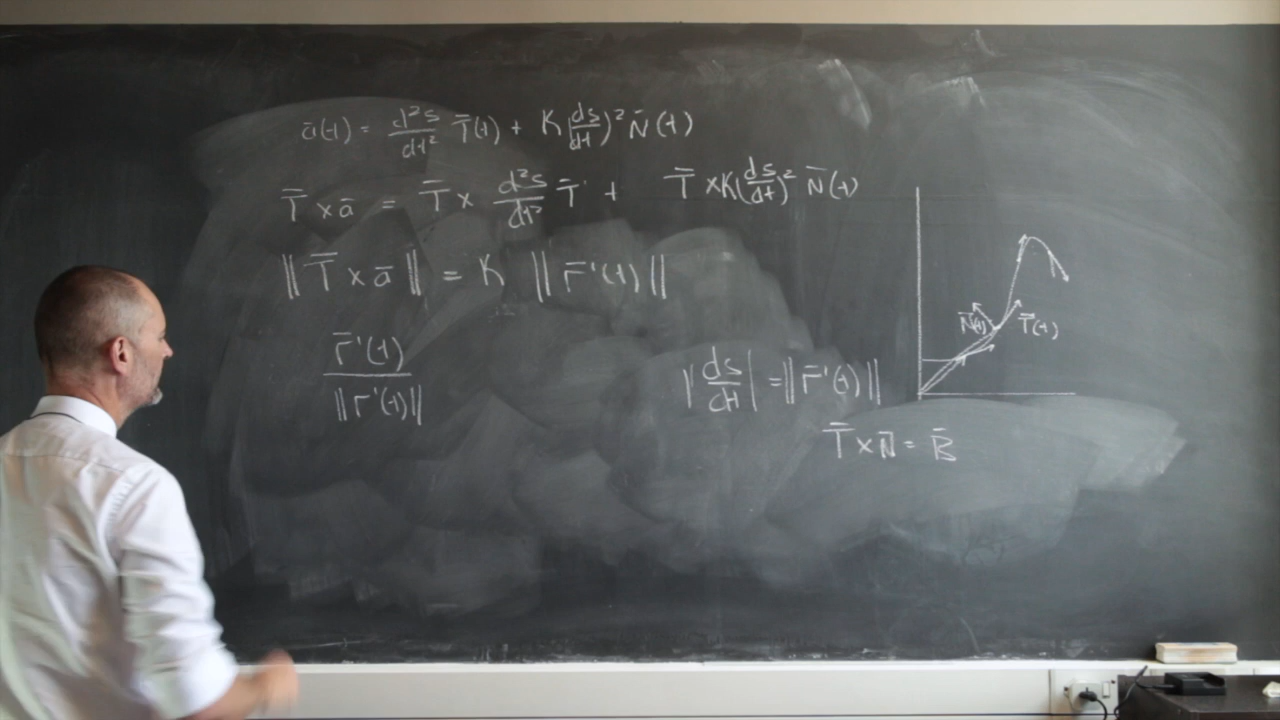 ā(t) = d²s/dt² T̄(t) + K(ds/dt)² N̄(t)
T̄ × ā = T̄ × d²s/dt² T̄ + T̄ × K(ds/dt)² N̄(t)
‖T̄ × ā‖ = K ‖r̄'(t)‖
r̄'(t)/‖r'(t)‖
|ds/dt| = ‖r̄'(t)‖
T̄ × N̄ = B̄
N̄(t)
T̄(t)